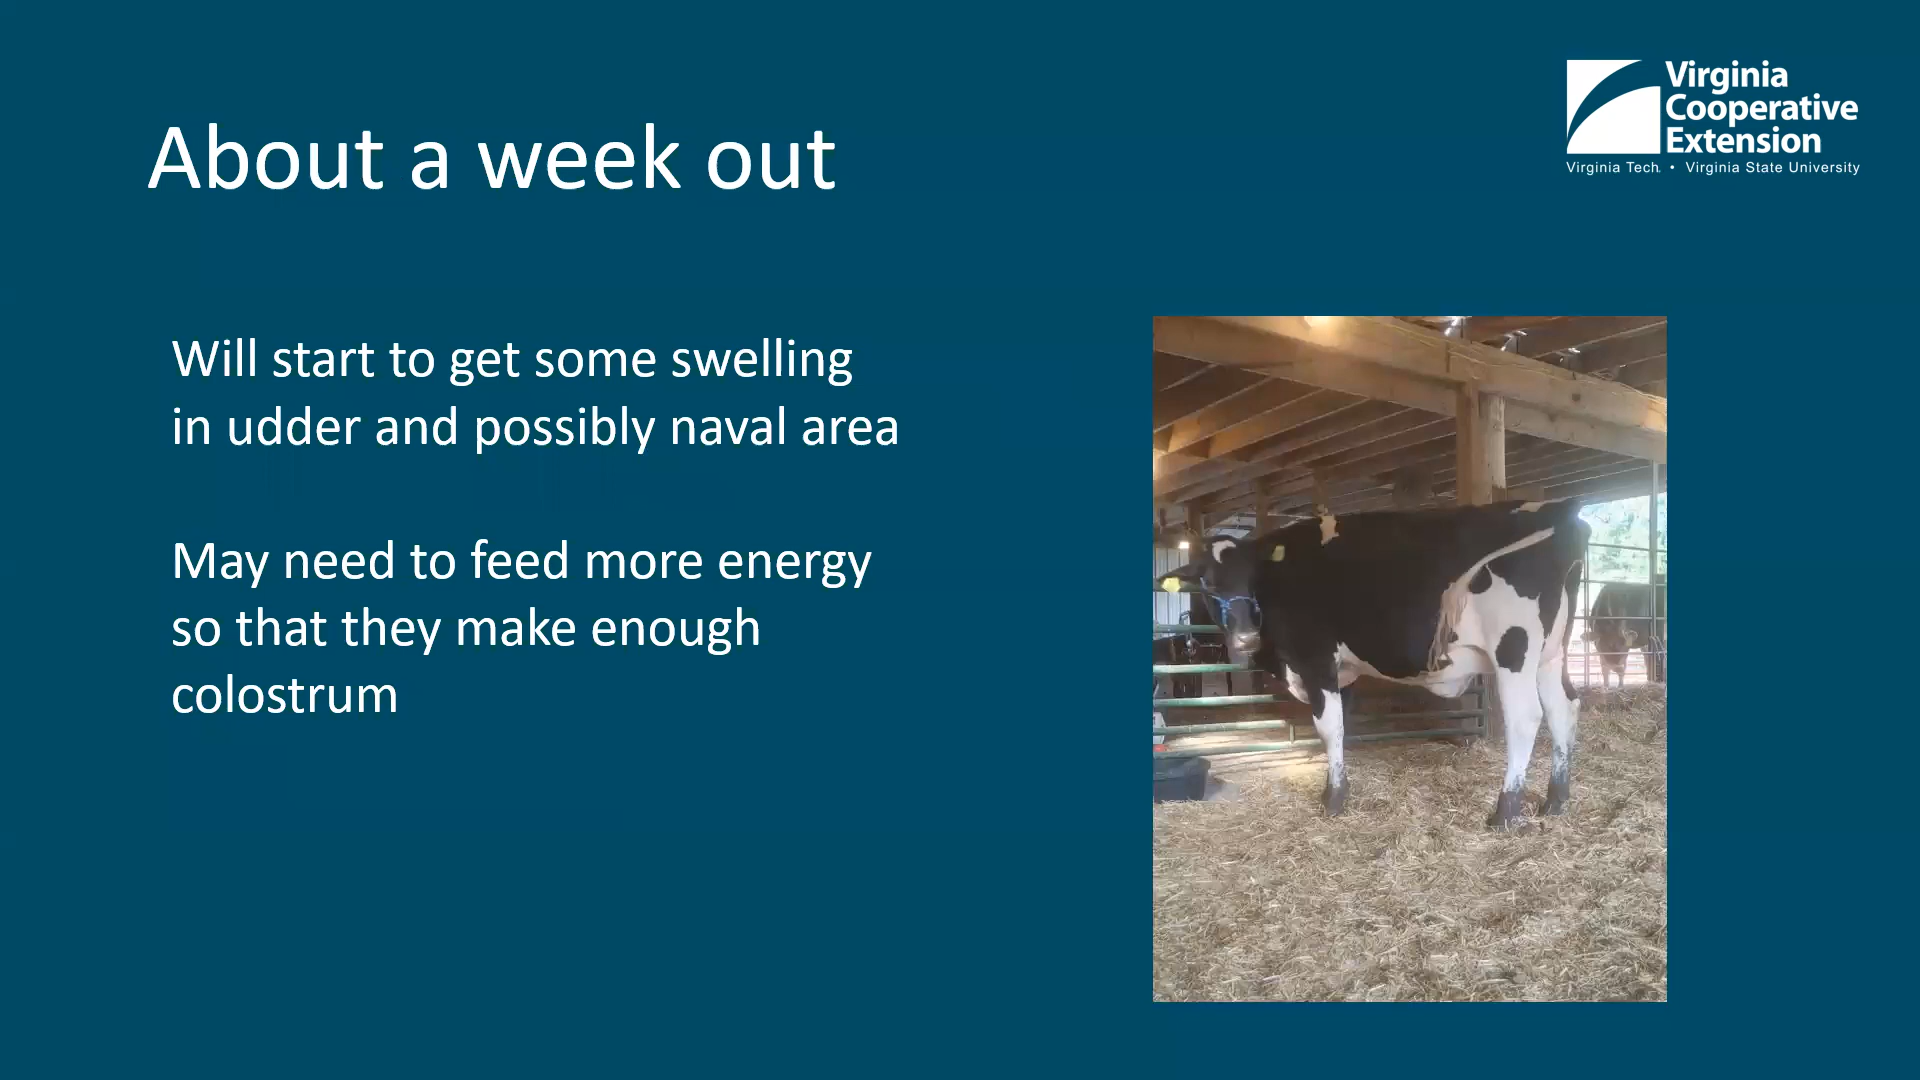 About a week out
Virginia
Cooperative
Extension
Virginia Tech. • Virginia State University
Will start to get some swelling
in udder and possibly naval area
May need to feed more energy
so that they make enough
colostrum